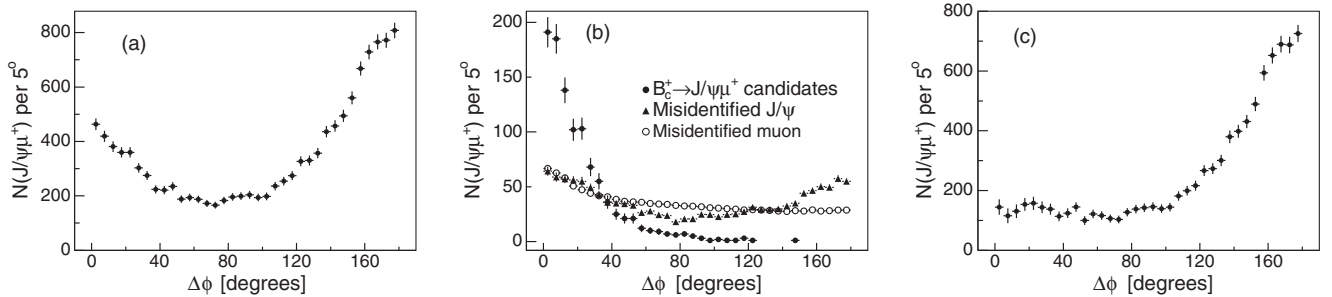 (a)
N(J/ψμ⁺) per 5°
800
600
400
200
0
0 40 80 120 160
Δϕ [degrees]
(b)
N(J/ψμ⁺) per 5°
200
150
100
50
0
B⁺c→J/ψμ⁺ candidates
Misidentified J/ψ
Misidentified muon
0 40 80 120 160
Δϕ [degrees]
(c)
N(J/ψμ⁺) per 5°
800
600
400
200
0
0 40 80 120 160
Δϕ [degrees]